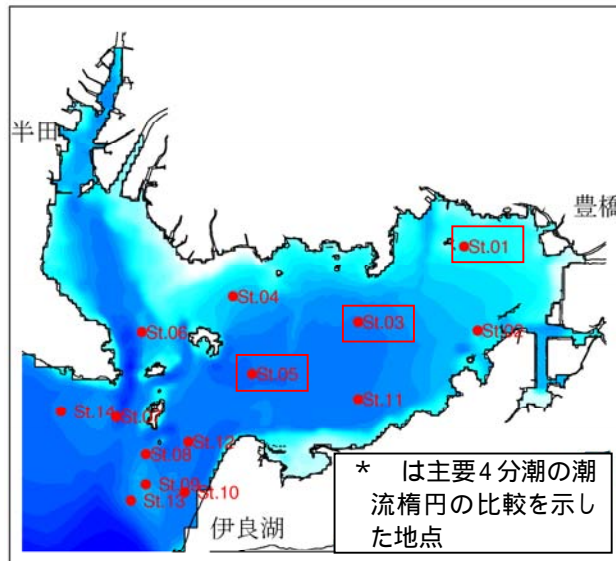 半田
豊橋
St.01
St.04
St.03
St.02
St.06
St.05
St.11
St.14
St.07
St.12
St.08
St.09
St.10
St.13
伊良湖
* は主要4分潮の潮
流楕円の比較を示し
た地点